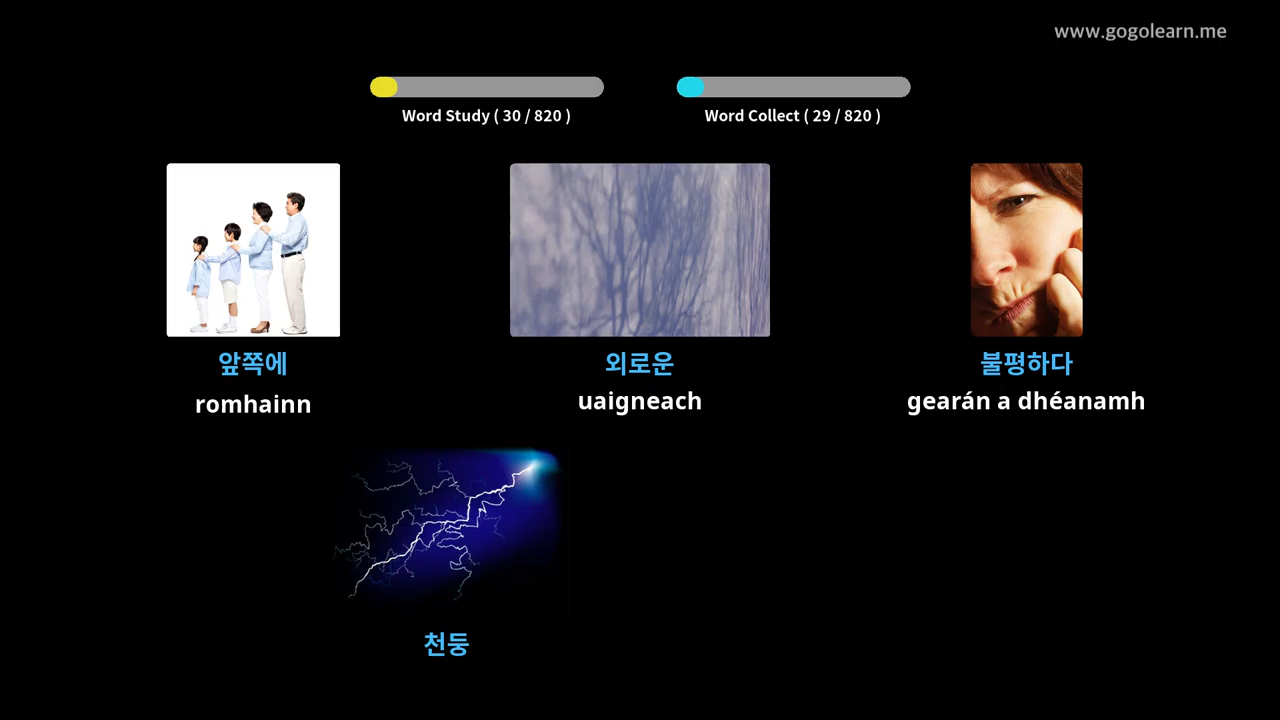 www.gogolearn.me
Word Study ( 30 / 820 )
Word Collect ( 29 / 820 )
앞쪽에
외로운
불평하다
romhainn
uaigneach
gearán a dhéanamh
천둥